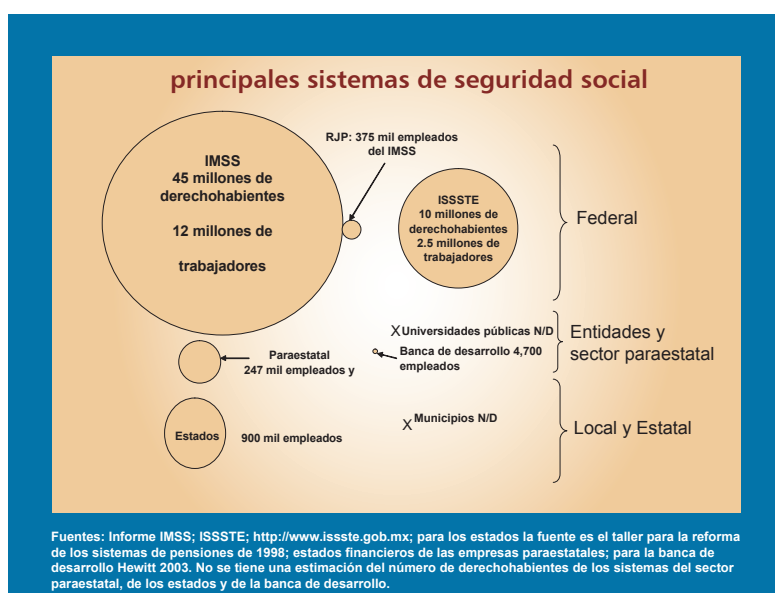 principales sistemas de seguridad social
RJP: 375 mil empleados
del IMSS
IMSS
45 millones de
derechohabientes
12 millones de
trabajadores
ISSSTE
10 millones de
derechohabientes
2.5 millones de
trabajadores
Federal
X Universidades públicas N/D
Banca de desarrollo 4,700
empleados
Entidades y
sector paraestatal
Paraestatal
247 mil empleados y
Estados
900 mil empleados
X Municipios N/D
Local y Estatal
Fuentes: Informe IMSS; ISSSTE; http://www.issste.gob.mx; para los estados la fuente es el taller para la reforma
de los sistemas de pensiones de 1998; estados financieros de las empresas paraestatales; para la banca de
desarrollo Hewitt 2003. No se tiene una estimación del número de derechohabientes de los sistemas del sector
paraestatal, de los estados y de la banca de desarrollo.